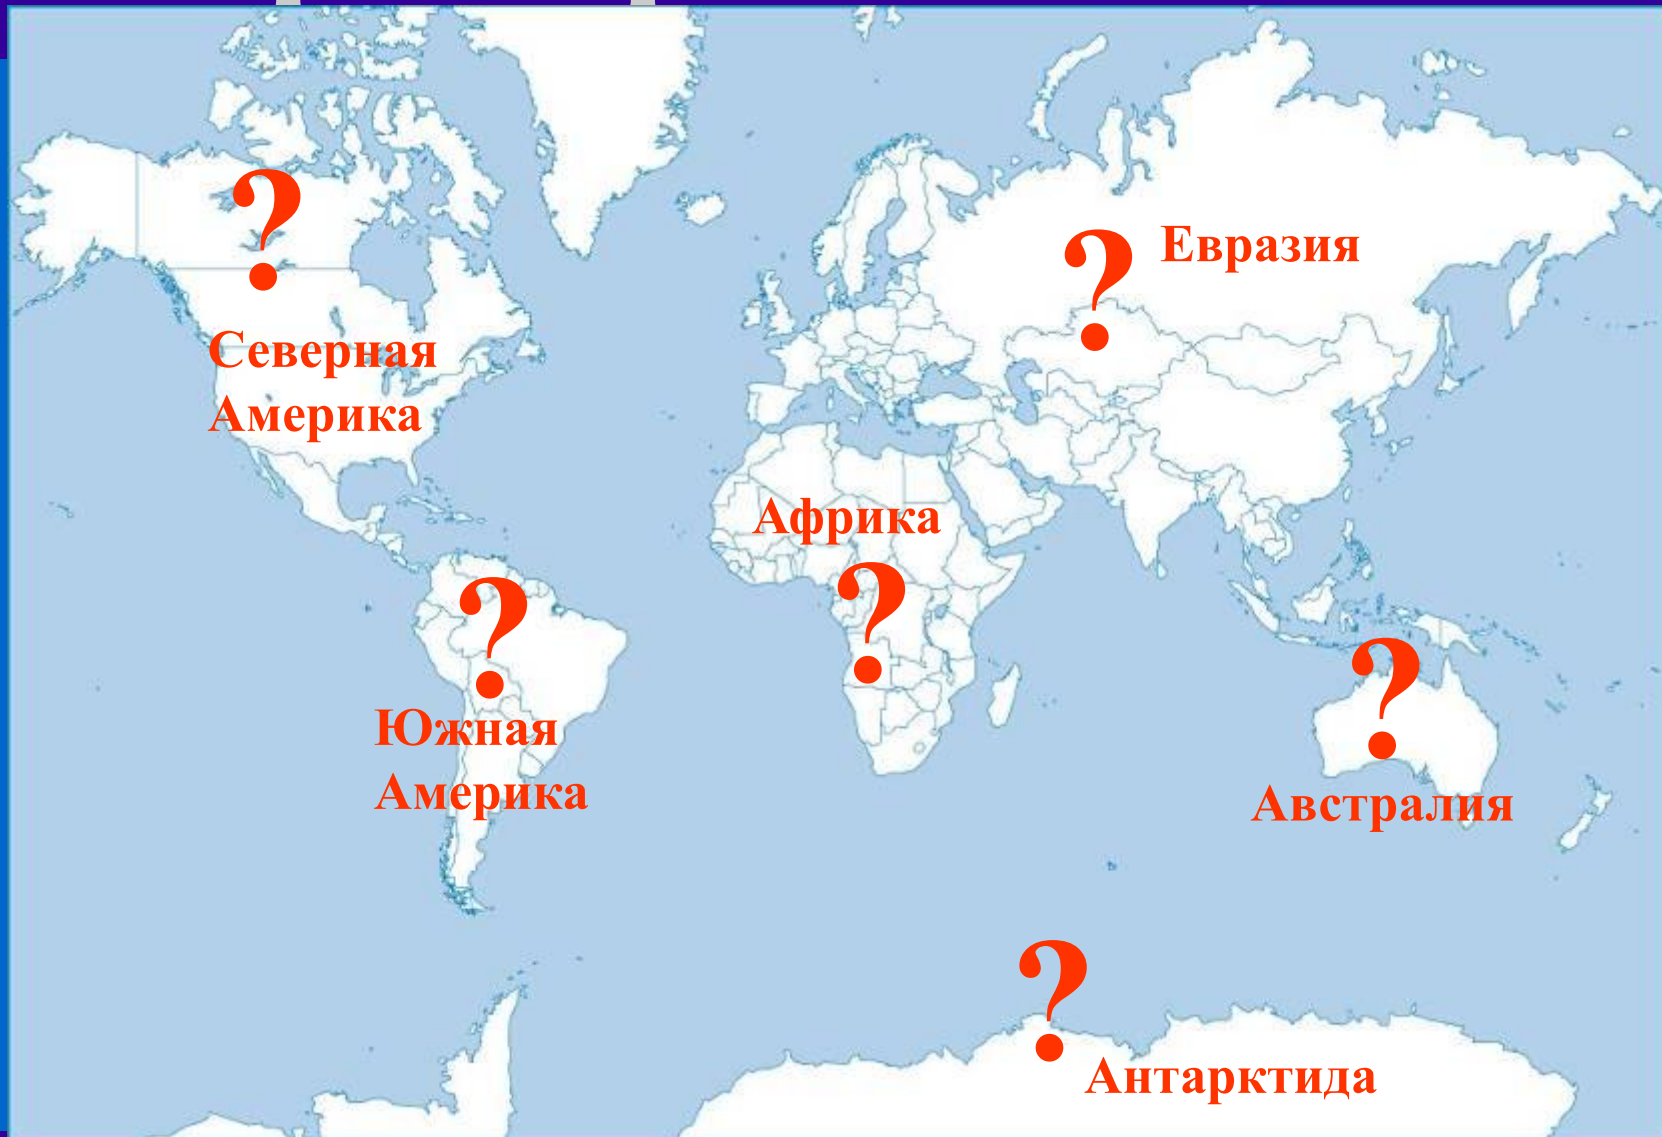 ?
?
Евразия
Северная
Америка
Африка
?
?
Южная
Америка
?
Австралия
?
Антарктида